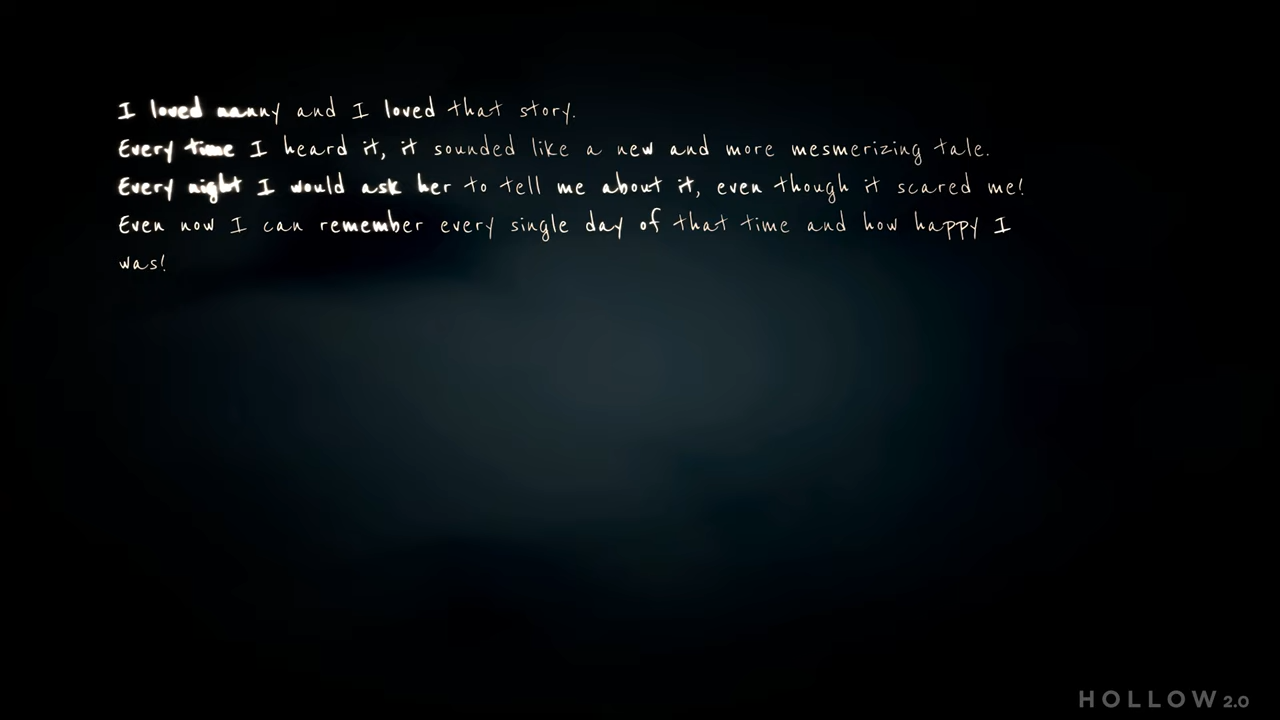 I loved nanny and I loved that story.
Every time I heard it, it sounded like a new and more mesmerizing tale.
Every night I would ask her to tell me about it, even though it scared me!
Even now I can remember every single day of that time and how happy I
was!
HOLLOW 2.0